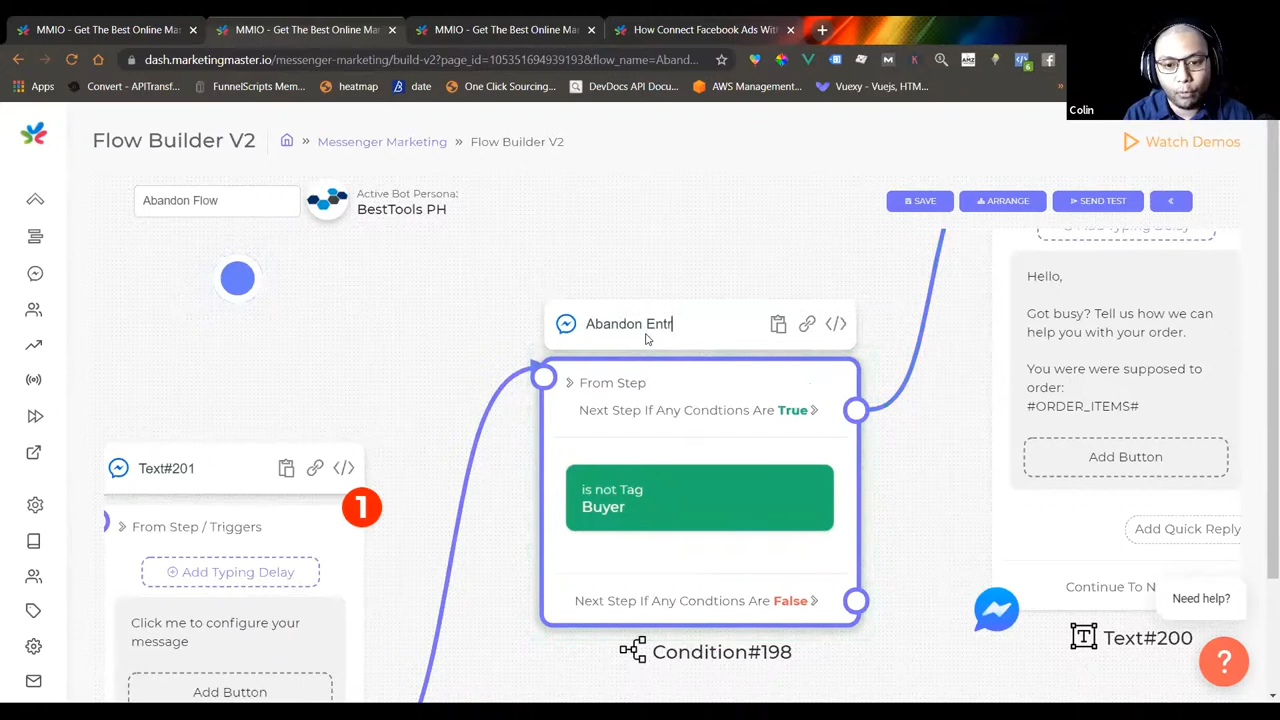 MMIO - Get The Best Online Mar
MMIO - Get The Best Online Mar
MMIO - Get The Best Online Mar
How Connect Facebook Ads With
dash.marketingmaster.io/messenger-marketing/build-v2?page_id=105351694939193&flow_name=Aband...
Apps
Convert - APITransf...
FunnelScripts Mem...
heatmap
date
One Click Sourcing...
DevDocs API Docu...
AWS Management...
Vuexy - Vuejs, HTM...
Colin
Flow Builder V2
Messenger Marketing » Flow Builder V2
Watch Demos
Abandon Flow
Active Bot Persona:
BestTools PH
SAVE
ARRANGE
SEND TEST
Hello,
Got busy? Tell us how we can
help you with your order.
You were were supposed to
order:
#ORDER_ITEMS#
Add Button
Add Quick Reply
Continue To N
Need help?
Text#200
?
Abandon Entr
From Step
Next Step If Any Condtions Are True
is not Tag
Buyer
Next Step If Any Condtions Are False
Condition#198
Text#201
1
From Step / Triggers
Add Typing Delay
Click me to configure your
message
Add Button